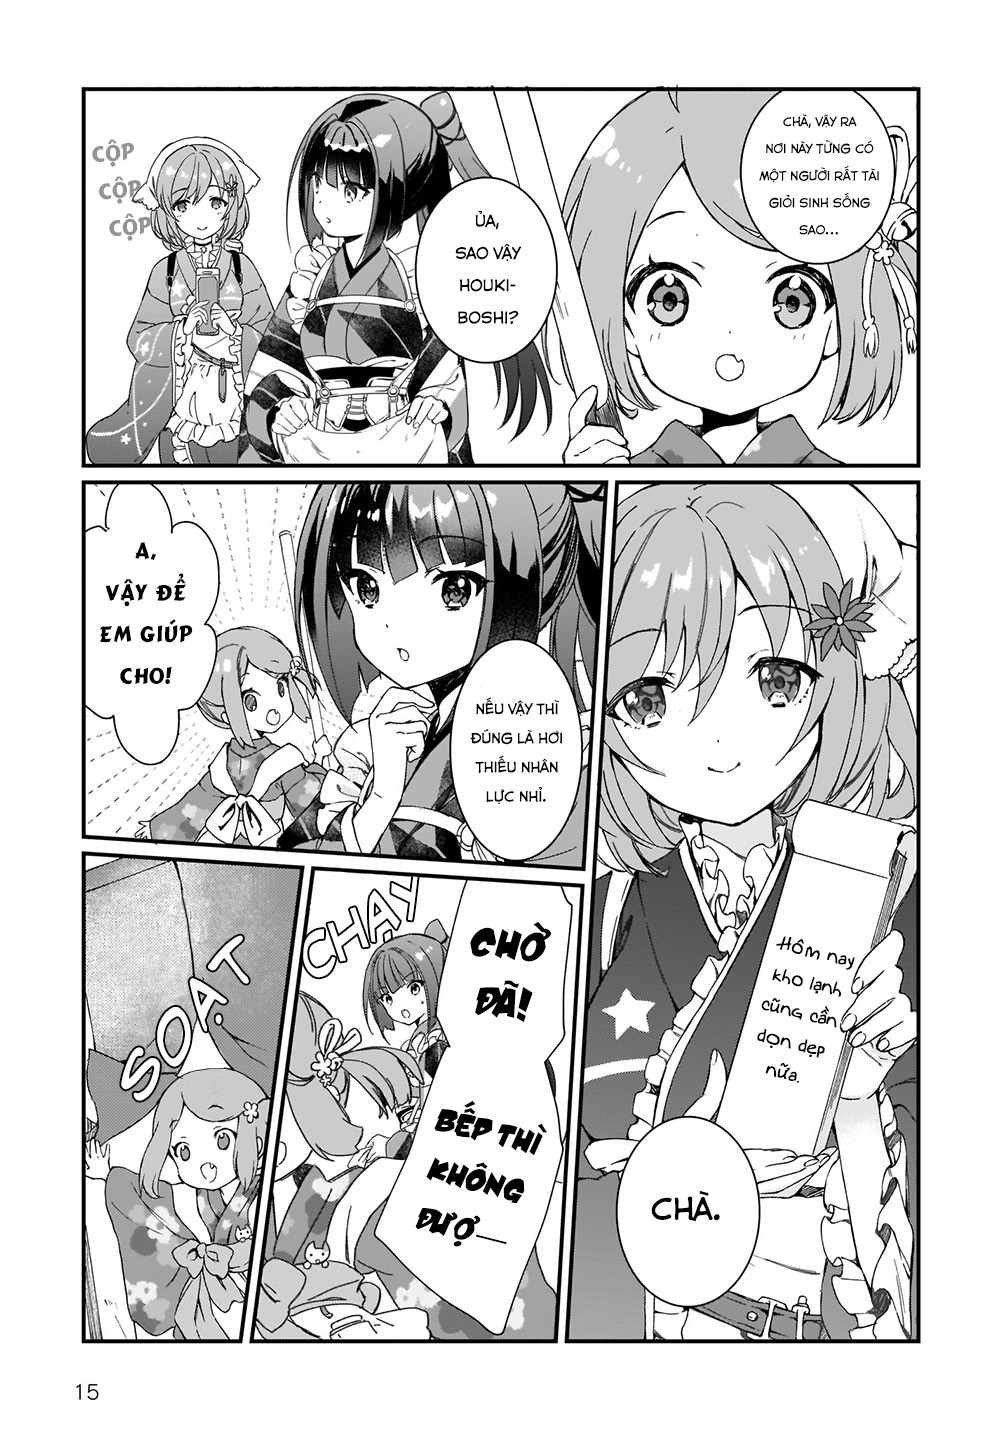 CHÀ, VẬY RA
NƠI NÀY TỪNG CÓ
MỘT NGƯỜI RẤT TÀI
GIỎI SINH SỐNG
SAO...
ỦA,
SAO VẬY
HOUKI-
BOSHI?
CỘP
CỘP
CỘP
Hôm nay
kho lạnh
cũng cần
dọn dẹp
nữa.
CHÀ.
NẾU VẬY THÌ
ĐÚNG LÀ HƠI
THIẾU NHÂN
LỰC NHỈ.
A,
VẬY ĐỂ
EM GIÚP
CHO!
CHỜ
ĐÃ!
BẾP THÌ
KHÔNG
ĐƯỢ—
CHẠY
SOẠT
15